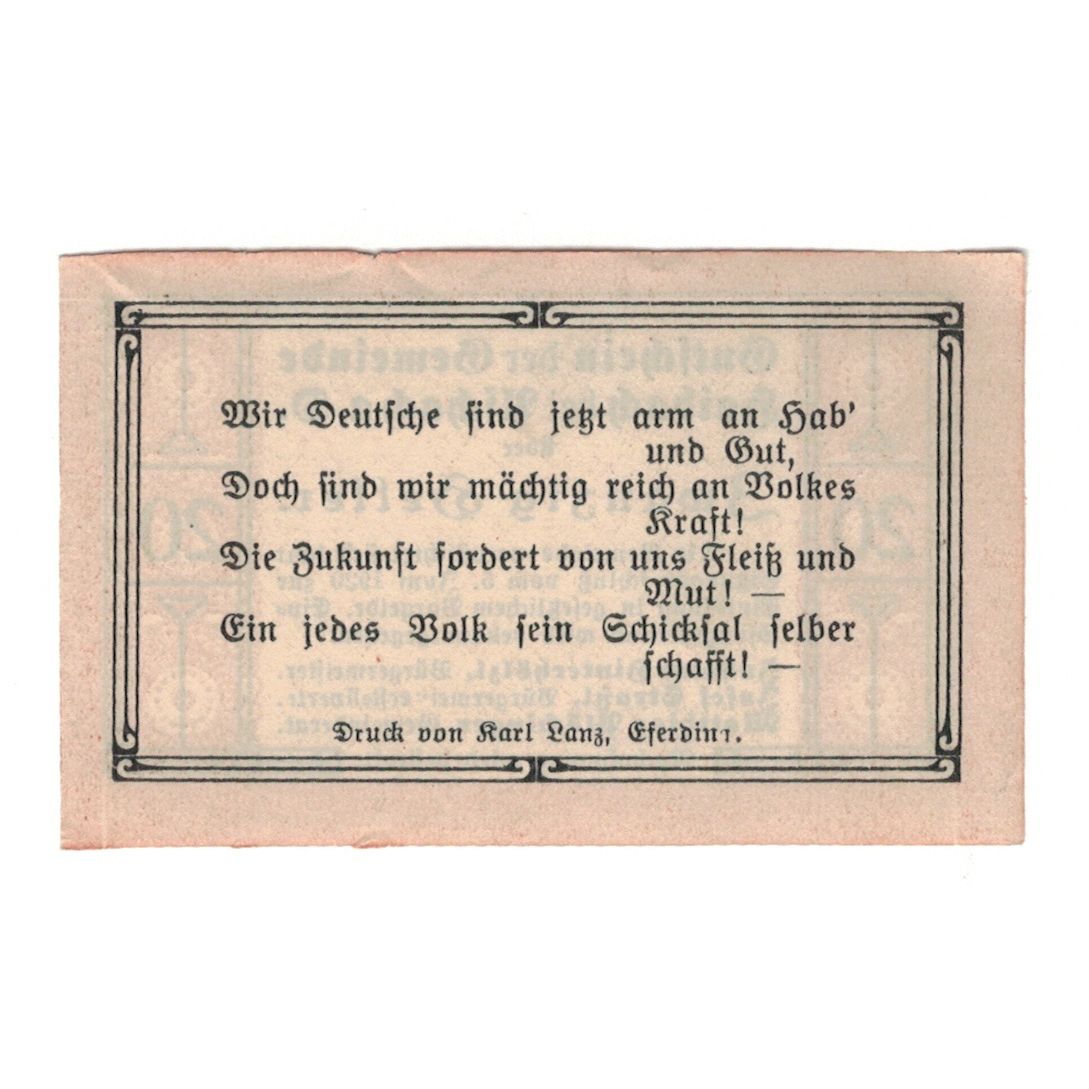 Wir Deutsche sind jetzt arm an Hab'
und Gut,
Doch sind wir mächtig reich an Volkes
Kraft!
Die Zukunft fordert von uns Fleiß und
Mut! —
Ein jedes Volk sein Schicksal selber
schafft! —
Druck von Karl Lanz, Eferding.